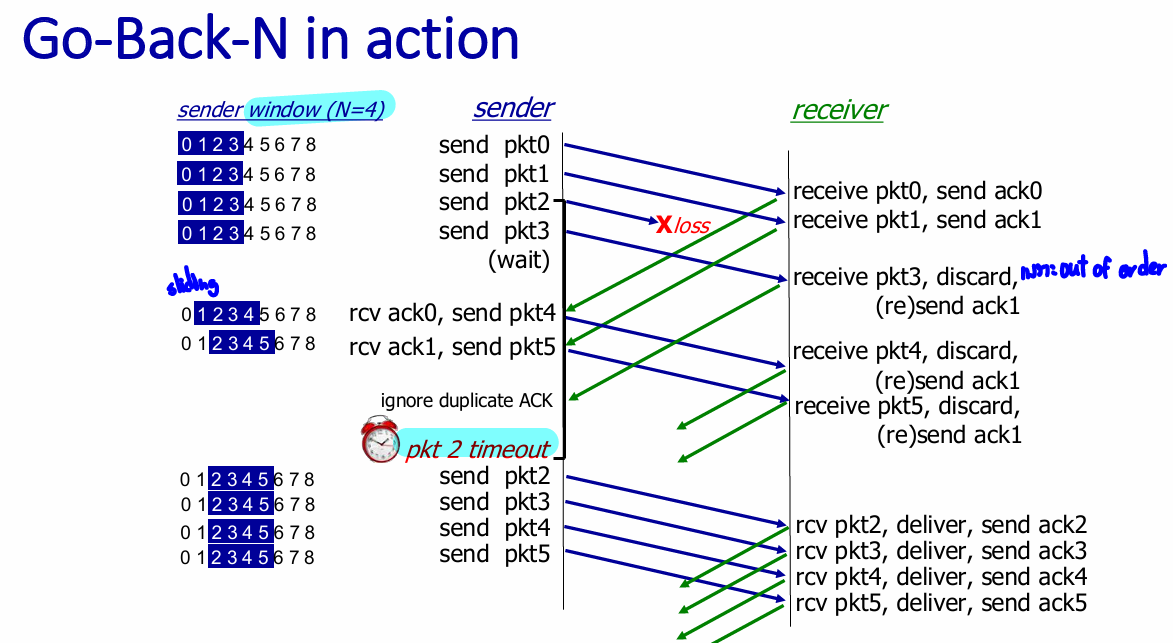 Go-Back-N in action
sender window (N=4)
sender
receiver
0 1 2 3 4 5 6 7 8
send pkt0
0 1 2 3 4 5 6 7 8
send pkt1
0 1 2 3 4 5 6 7 8
send pkt2
0 1 2 3 4 5 6 7 8
send pkt3
(wait)
X loss
receive pkt0, send ack0
receive pkt1, send ack1
receive pkt3, discard,
out of order
(re)send ack1
sliding
0 1 2 3 4 5 6 7 8
rcv ack0, send pkt4
0 1 2 3 4 5 6 7 8
rcv ack1, send pkt5
receive pkt4, discard,
(re)send ack1
receive pkt5, discard,
(re)send ack1
ignore duplicate ACK
pkt 2 timeout
0 1 2 3 4 5 6 7 8
send pkt2
0 1 2 3 4 5 6 7 8
send pkt3
0 1 2 3 4 5 6 7 8
send pkt4
0 1 2 3 4 5 6 7 8
send pkt5
rcv pkt2, deliver, send ack2
rcv pkt3, deliver, send ack3
rcv pkt4, deliver, send ack4
rcv pkt5, deliver, send ack5